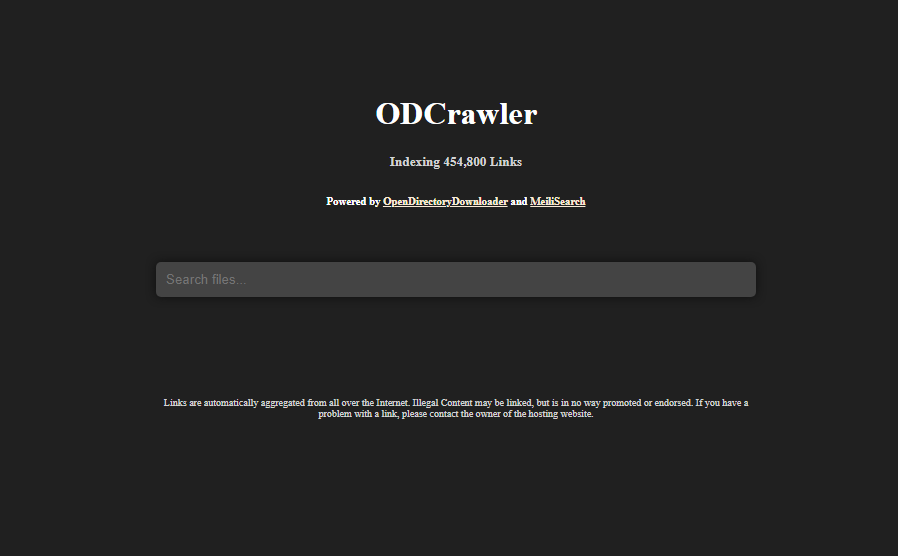 ODCrawler
Indexing 454,800 Links
Powered by OpenDirectoryDownloader and MeiliSearch
Search files...
Links are automatically aggregated from all over the Internet. Illegal Content may be linked, but is in no way promoted or endorsed. If you have a
problem with a link, please contact the owner of the hosting website.